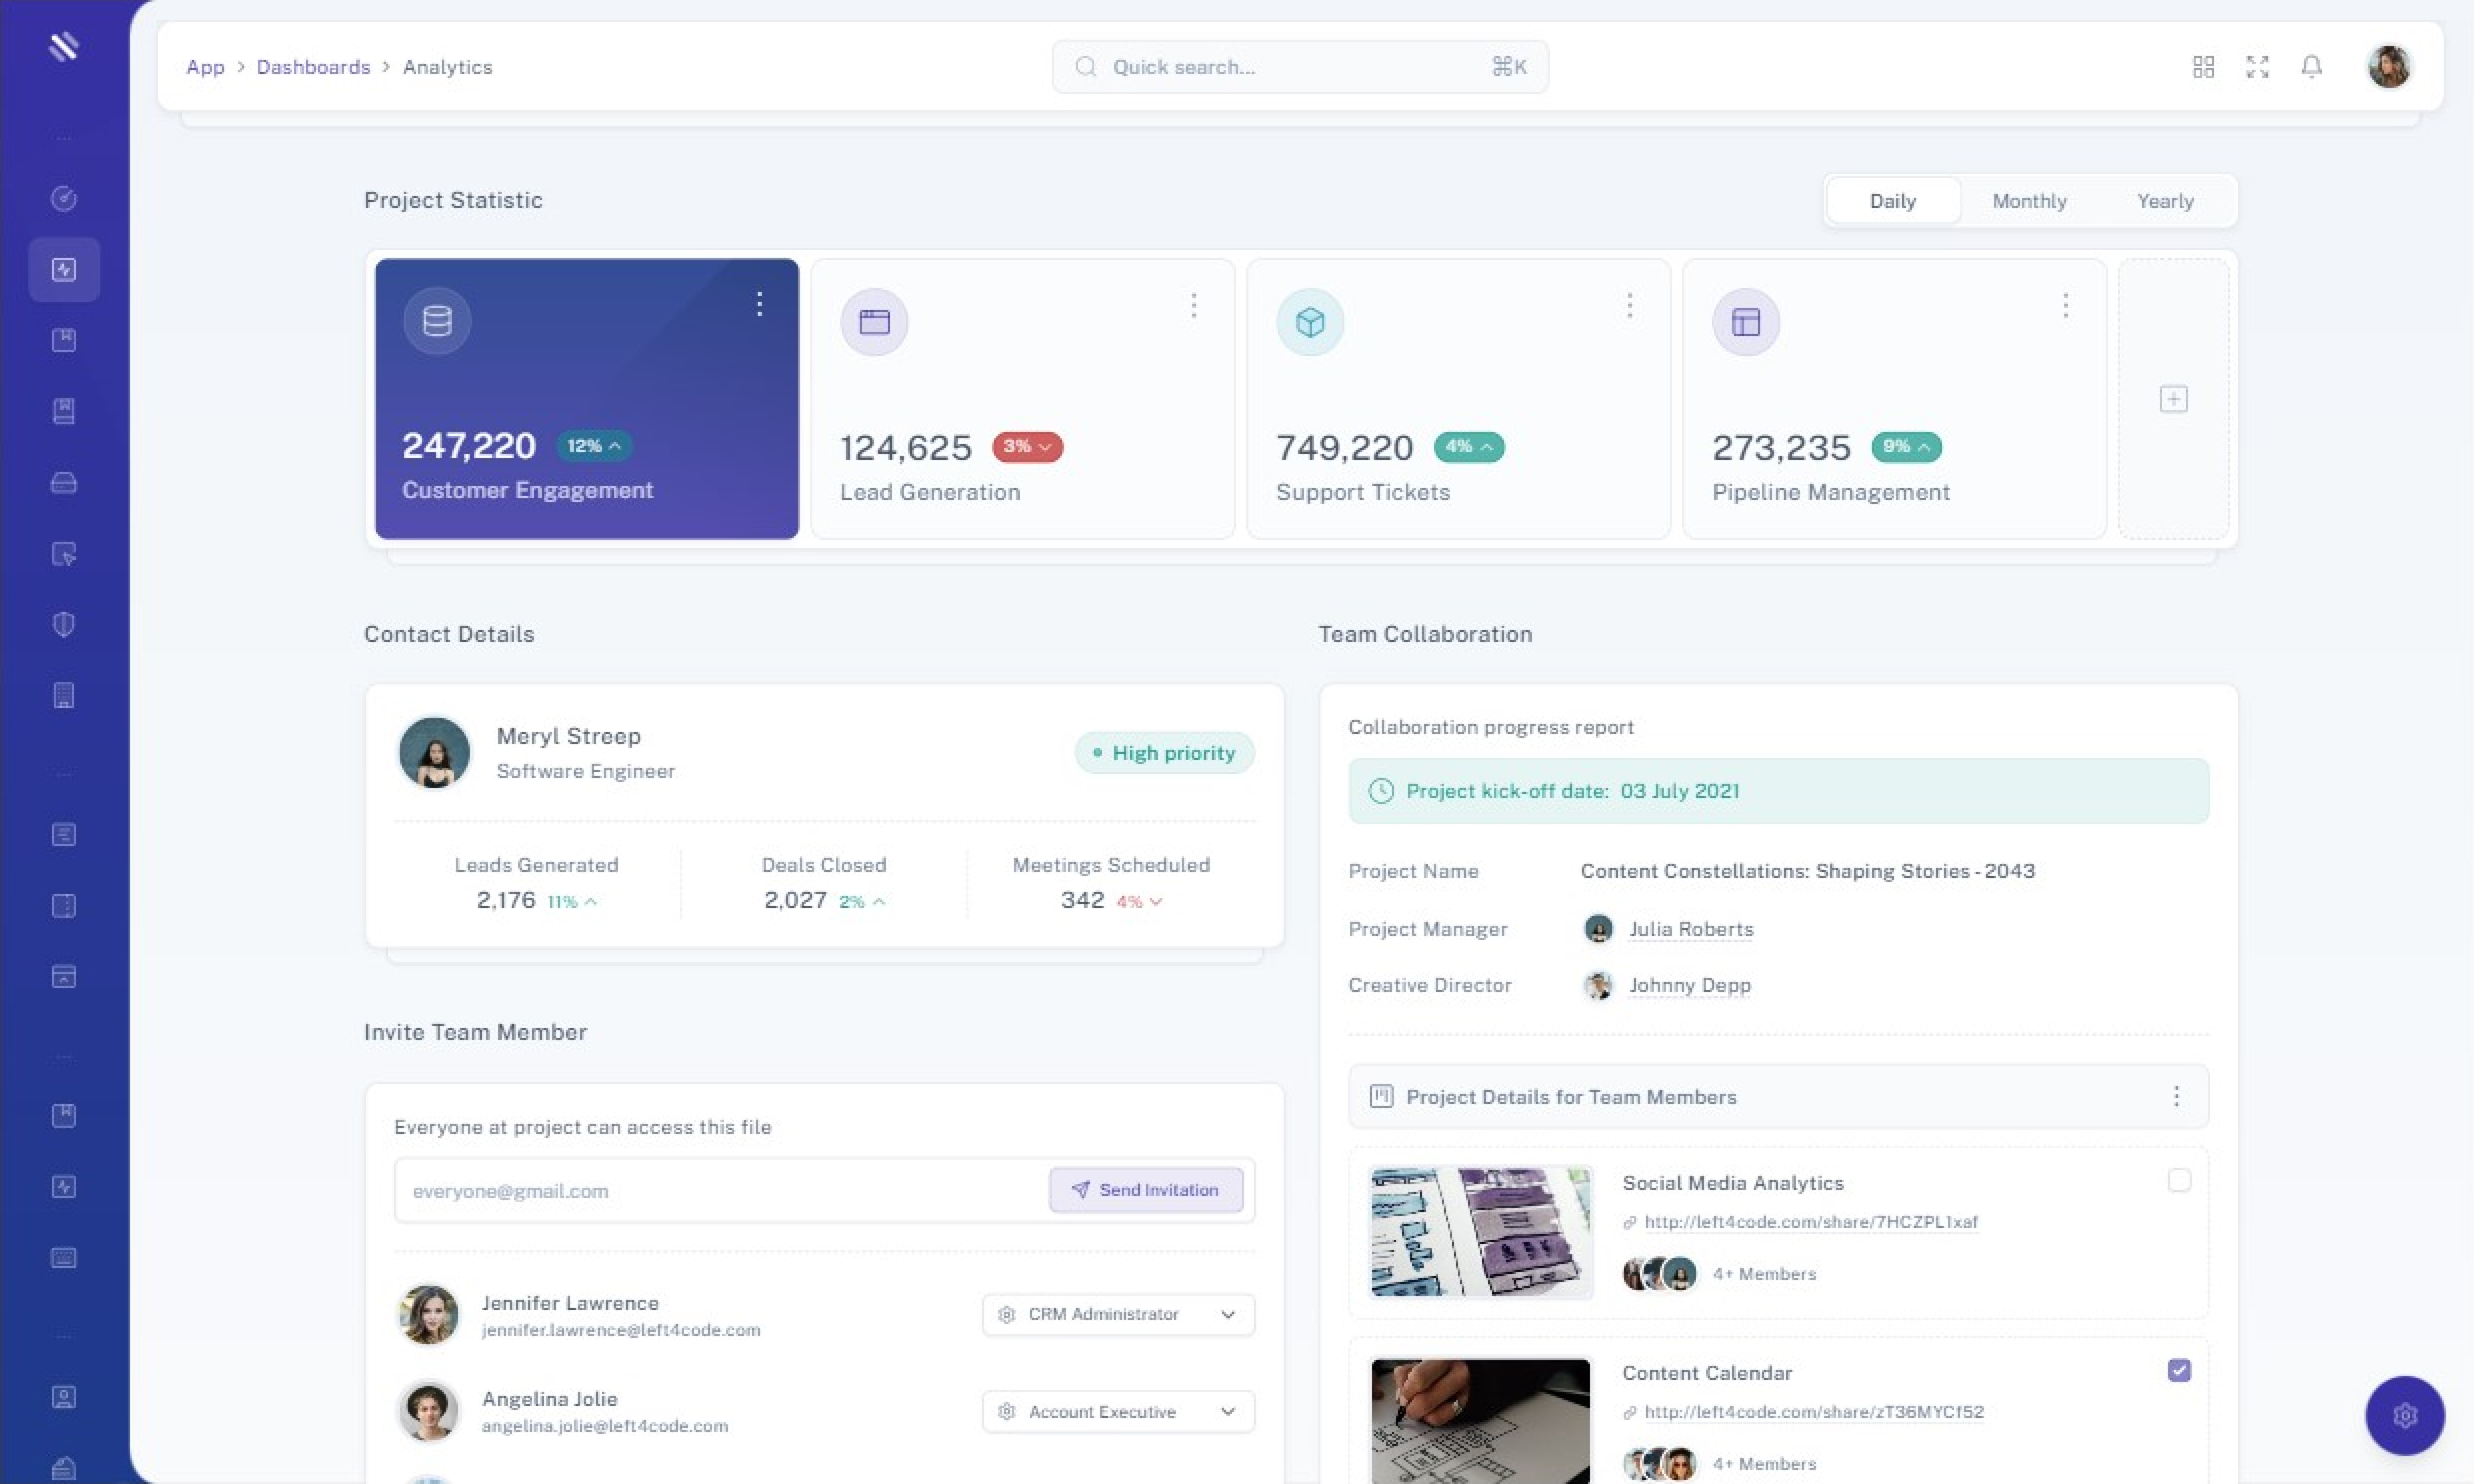 App > Dashboards > Analytics
Quick search...
⌘K
Project Statistic
Daily
Monthly
Yearly
247,220 12%
Customer Engagement
124,625 3%
Lead Generation
749,220 4%
Support Tickets
273,235 9%
Pipeline Management
Contact Details
Meryl Streep
Software Engineer
High priority
Leads Generated
2,176 11%
Deals Closed
2,027 2%
Meetings Scheduled
342 4%
Invite Team Member
Everyone at project can access this file
everyone@gmail.com
Send Invitation
Jennifer Lawrence
jennifer.lawrence@left4code.com
CRM Administrator
Angelina Jolie
angelina.jolie@left4code.com
Account Executive
Team Collaboration
Collaboration progress report
Project kick-off date: 03 July 2021
Project Name Content Constellations: Shaping Stories - 2043
Project Manager Julia Roberts
Creative Director Johnny Depp
Project Details for Team Members
Social Media Analytics
http://left4code.com/share/7HCZPL1xaf
4+ Members
Content Calendar
http://left4code.com/share/zT36MYCf52
4+ Members